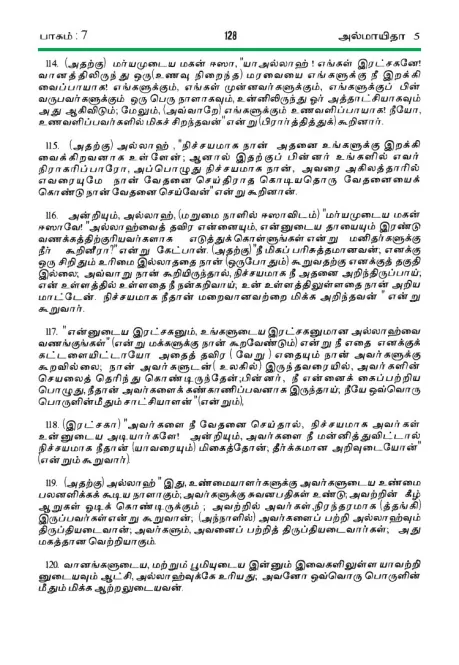 பாகம் : 7 128 அல்மாயிதா 5
114. (அதற்கு) மர்யமுடைய மகன் ஈஸா, "யாஅல்லாஹ் ! எங்கள் இரட்சகனே!
வானத்திலிருந்து ஒரு(உணவு நிறைந்த) மரவையை எங்களுக்கு நீ இறக்கி
வைப்பாயாக! எங்களுக்கும், எங்கள் முன்னவர்களுக்கும், எங்களுக்குப் பின்
வருபவர்களுக்கும் ஒரு பெரு நாளாகவும், உன்னிலிருந்து ஓர் அத்தாட்சியாகவும்
அது ஆகிவிடும்; மேலும், (அவ்வாறே) எங்களுக்கும் உணவளிப்பாயாக! நீயோ,
உணவளிப்பவர்களில் மிகச் சிறந்தவன்" என்று (பிரார்த்தித்துக்) கூறினார்.
115. (அதற்கு) அல்லாஹ் , "நிச்சயமாக நான் அதனை உங்களுக்கு இறக்கி
வைக்கிறவனாக உள்ளேன்; ஆனால் இதற்குப் பின்னர் உங்களில் எவர்
நிராகரிப்பாரோ, அப்பொழுது நிச்சயமாக நான், அவரை அகிலத்தாரில்
எவரையுமே நான் வேதனை செய்திராத கொடியதொரு வேதனையைக்
கொண்டு நான் வேதனை செய்வேன்" என்று கூறினான்.
116. அன்றியும், அல்லாஹ், (மறுமை நாளில் ஈஸாவிடம்) "மர்யமுடைய மகன்
ஈஸாவே! "அல்லாஹ்வைத் தவிர என்னையும், என்னுடைய தாயையும் இரண்டு
வணக்கத்திற்குரியவர்களாக எடுத்துக்கொள்ளுங்கள் என்று மனிதர்களுக்கு
நீர் கூறினீரா?" என்று கேட்பான். (அதற்கு) "நீ மிகப் பரிசுத்தமானவன்; எனக்கு
ஒரு சிறிதும் உரிமை இல்லாததை நான் (ஒருபோதும்) கூறுவதற்கு எனக்குத் தகுதி
இல்லை; அவ்வாறு நான் கூறியிருந்தால், நிச்சயமாக நீ அதனை அறிந்திருப்பாய்;
என் உள்ளத்தில் உள்ளதை நீ நன்கறிவாய்; உன் உள்ளத்திலுள்ளதை நான் அறிய
மாட்டேன். நிச்சயமாக நீதான் மறைவானவற்றை மிக்க அறிந்தவன் " என்று
கூறுவார்.
117. "என்னுடைய இரட்சகனும், உங்களுடைய இரட்சகனுமான அல்லாஹ்வை
வணங்குங்கள்" (என்று மக்களுக்கு நான் கூறவேண்டும்) என்று நீ எதை எனக்குக்
கட்டளையிட்டாயோ அதைத் தவிர ( வேறு ) எதையும் நான் அவர்களுக்கு
கூறவில்லை; நான் அவர்களுடன் ( உலகில் ) இருந்தவரையில், அவர்களின்
செயலைத் தெரிந்து கொண்டிருந்தேன்;பின்னர், நீ என்னைக் கைப்பற்றிய
பொழுது, நீதான் அவர்களைக் கண்காணிப்பவனாக இருந்தாய்; நீயே ஒவ்வொரு
பொருளின்மீதும் சாட்சியாளன்" (என்றும்),
118. (இரட்சகா) "அவர்களை நீ வேதனை செய்தால், நிச்சயமாக அவர்கள்
உன்னுடைய அடியார்களே! அன்றியும், அவர்களை நீ மன்னித்துவிட்டால்
நிச்சயமாக நீதான் (யாவரையும்) மிகைத்தோன், தீர்க்கமான அறிவுடையோன்"
(என்றும் கூறுவார்).
119. (அதற்கு) அல்லாஹ் " இது, உண்மையாளர்களுக்கு அவர்களுடைய உண்மை
பலனளிக்கக் கூடிய நாளாகும்; அவர்களுக்கு சுவனபதிகள் உண்டு; அவற்றின் கீழ்
ஆறுகள் ஓடிக் கொண்டிருக்கும் ; அவற்றில் அவர்கள் ,நிரந்தரமாக (த்தங்கி)
இருப்பவர்கள் என்று கூறுவான்; (அந்நாளில்) அவர்களைப் பற்றி அல்லாஹ்வும்
திருப்தியடைவான்; அவர்களும், அவனைப் பற்றித் திருப்தியடைவார்கள்; அது
மகத்தான வெற்றியாகும்.
120. வானங்களுடைய, மற்றும் பூமியுடைய இன்னும் இவைகளிலுள்ள யாவற்றி
னுடையவும் ஆட்சி, அல்லாஹ்வுக்கே உரியது; அவனோ ஒவ்வொரு பொருளின்
மீதும் மிக்க ஆற்றலுடையவன்.